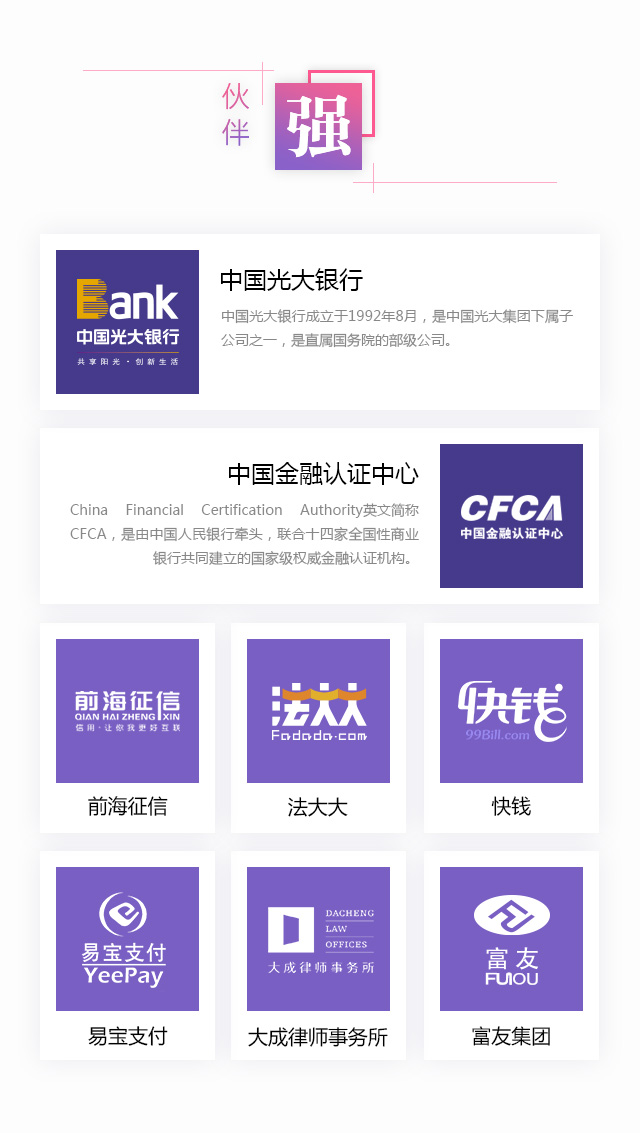 伙伴
强
Bank
中国光大银行
共享阳光·创新生活
中国光大银行
中国光大银行成立于1992年8月，是中国光大集团下属子
公司之一，是直属国务院的部级公司。
中国金融认证中心
China Financial Certification Authority英文简称
CFCA，是由中国人民银行牵头，联合十四家全国性商业
银行共同建立的国家级权威金融认证机构。
CFCA
中国金融认证中心
前海征信
QIAN HAI ZHENG XIN
信用·让你我更好互联
前海征信
法大大
Fadada.com
法大大
快钱
99Bill.com
快钱
易宝支付
YeePay
易宝支付
DACHENG
LAW
OFFICES
大成律师事务所
大成律师事务所
富友
FUIOU
富友集团